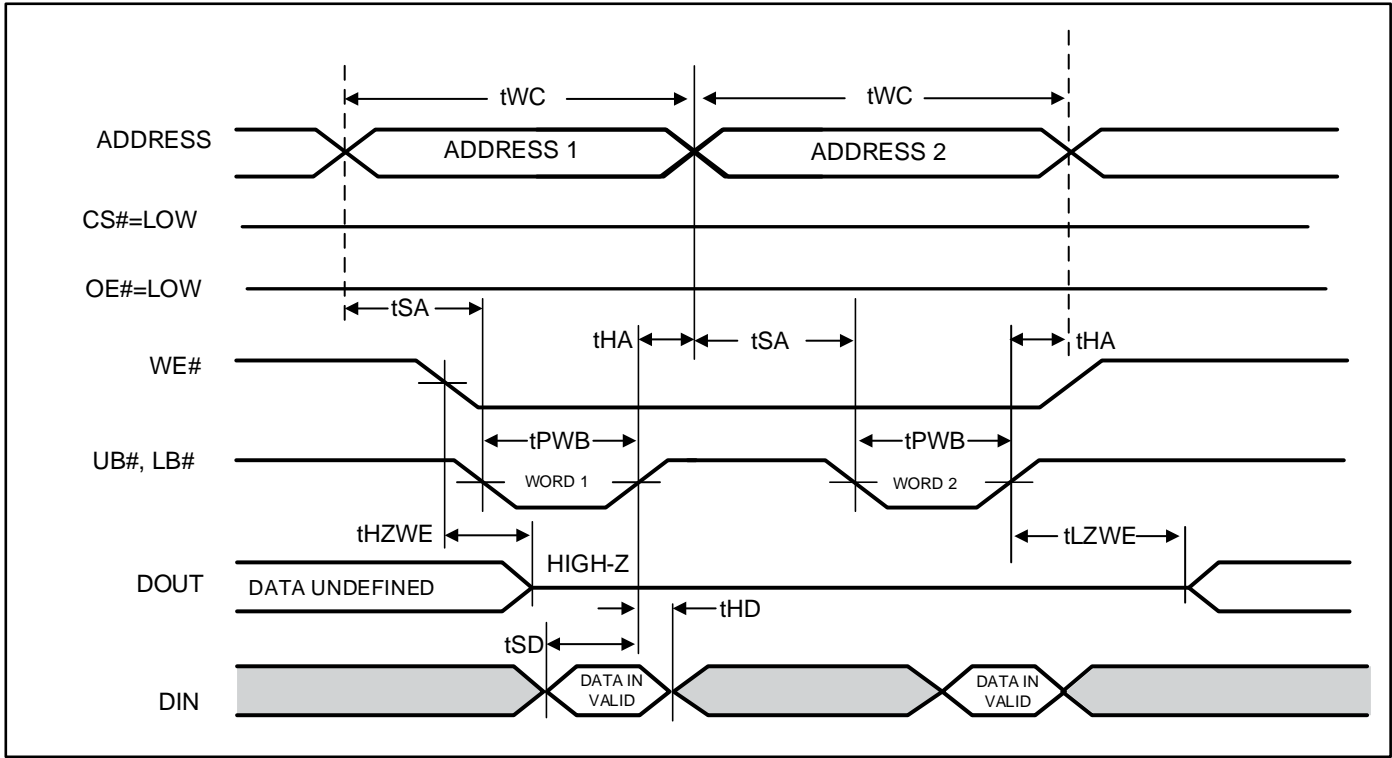 tWC
tWC
ADDRESS
ADDRESS 1
ADDRESS 2
CS#=LOW
OE#=LOW
tSA
tHA
tSA
tHA
WE#
tPWB
tPWB
UB#, LB#
WORD 1
WORD 2
tHZWE
tLZWE
HIGH-Z
DOUT
DATA UNDEFINED
tHD
tSD
DIN
DATA IN
VALID
DATA IN
VALID